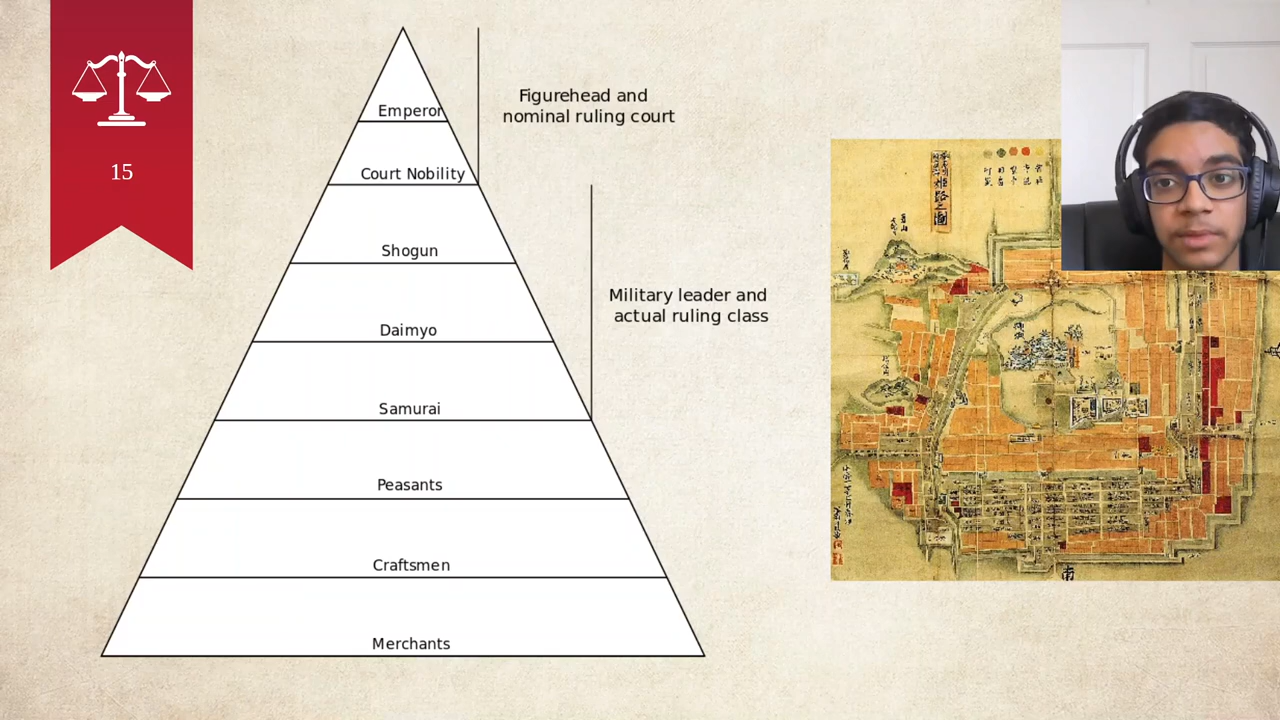 15
Emperor
Court Nobility
Shogun
Daimyo
Samurai
Peasants
Craftsmen
Merchants
Figurehead and
nominal ruling court
Military leader and
actual ruling class
南